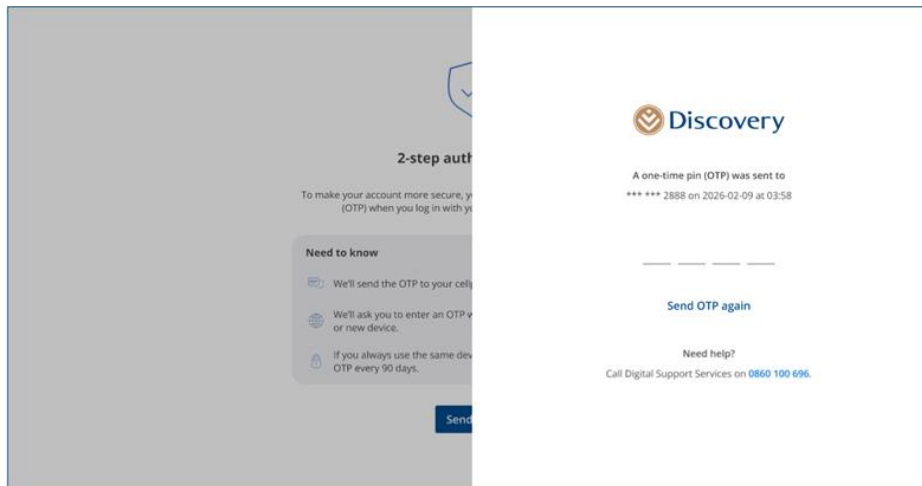 2-step auth
To make your account more secure, y
(OTP) when you log in with yo
Need to know
We'll send the OTP to your cell
We'll ask you to enter an OTP w
or new device.
If you always use the same dev
OTP every 90 days.
Send
Discovery
A one-time pin (OTP) was sent to
*** *** 2888 on 2026-02-09 at 03:58
Send OTP again
Need help?
Call Digital Support Services on 0860 100 696.